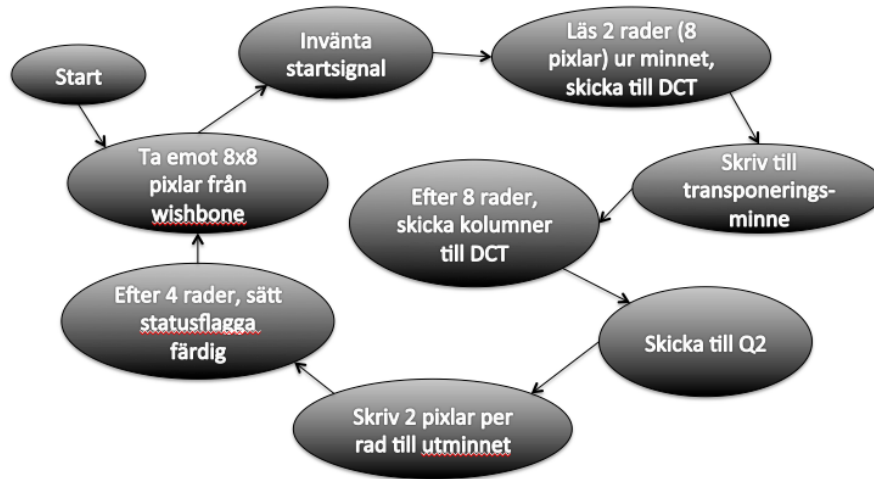 Start
Ta emot 8x8
pixlar från
wishbone
Invänta
startsignal
Läs 2 rader (8
pixlar) ur minnet,
skicka till DCT
Skriv till
transponerings-
minne
Efter 8 rader,
skicka kolumner
till DCT
Skicka till Q2
Skriv 2 pixlar per
rad till utminnet
Efter 4 rader, sätt
statusflagga
färdig